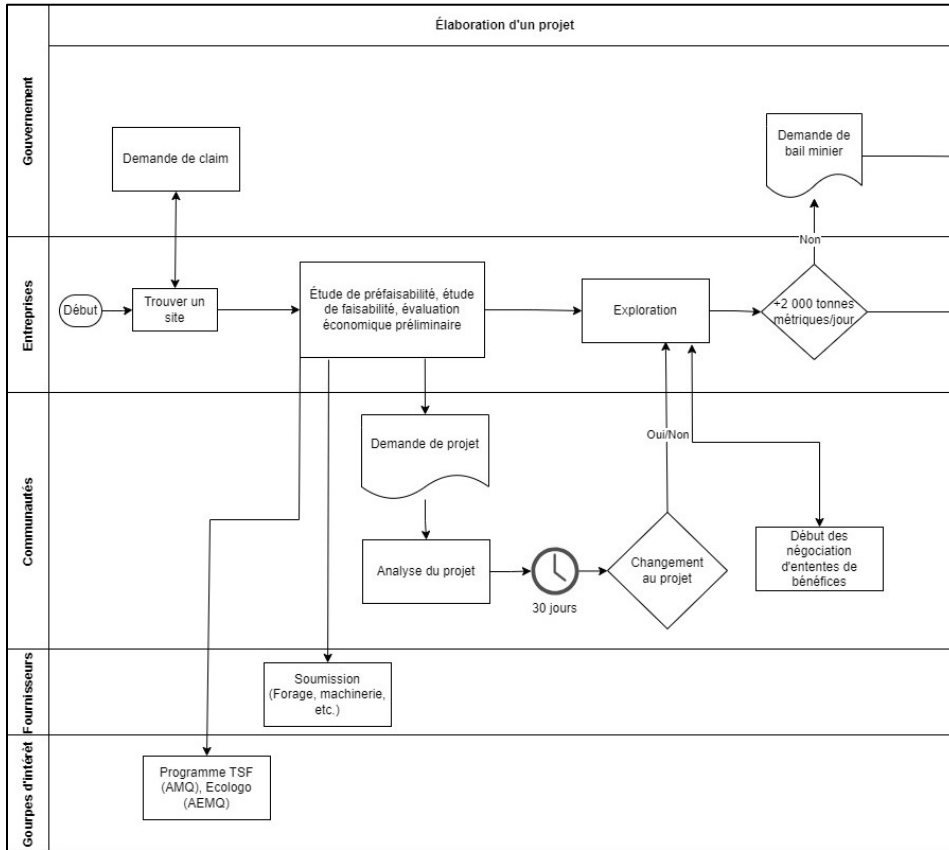 Élaboration d'un projet
Gouvernement
Demande de claim
Demande de
bail minier
Non
Entreprises
Début
Trouver un
site
Étude de préfaisabilité, étude
de faisabilité, évaluation
économique préliminaire
Exploration
+2 000 tonnes
métriques/jour
Communautés
Demande de projet
Oui/Non
Analyse du projet
30 jours
Changement
au projet
Début des
négociation
d'ententes de
bénéfices
Fournisseurs
Soumission
(Forage, machinerie,
etc.)
Gourpes d'intérêt
Programme TSF
(AMQ), Ecologo
(AEMQ)